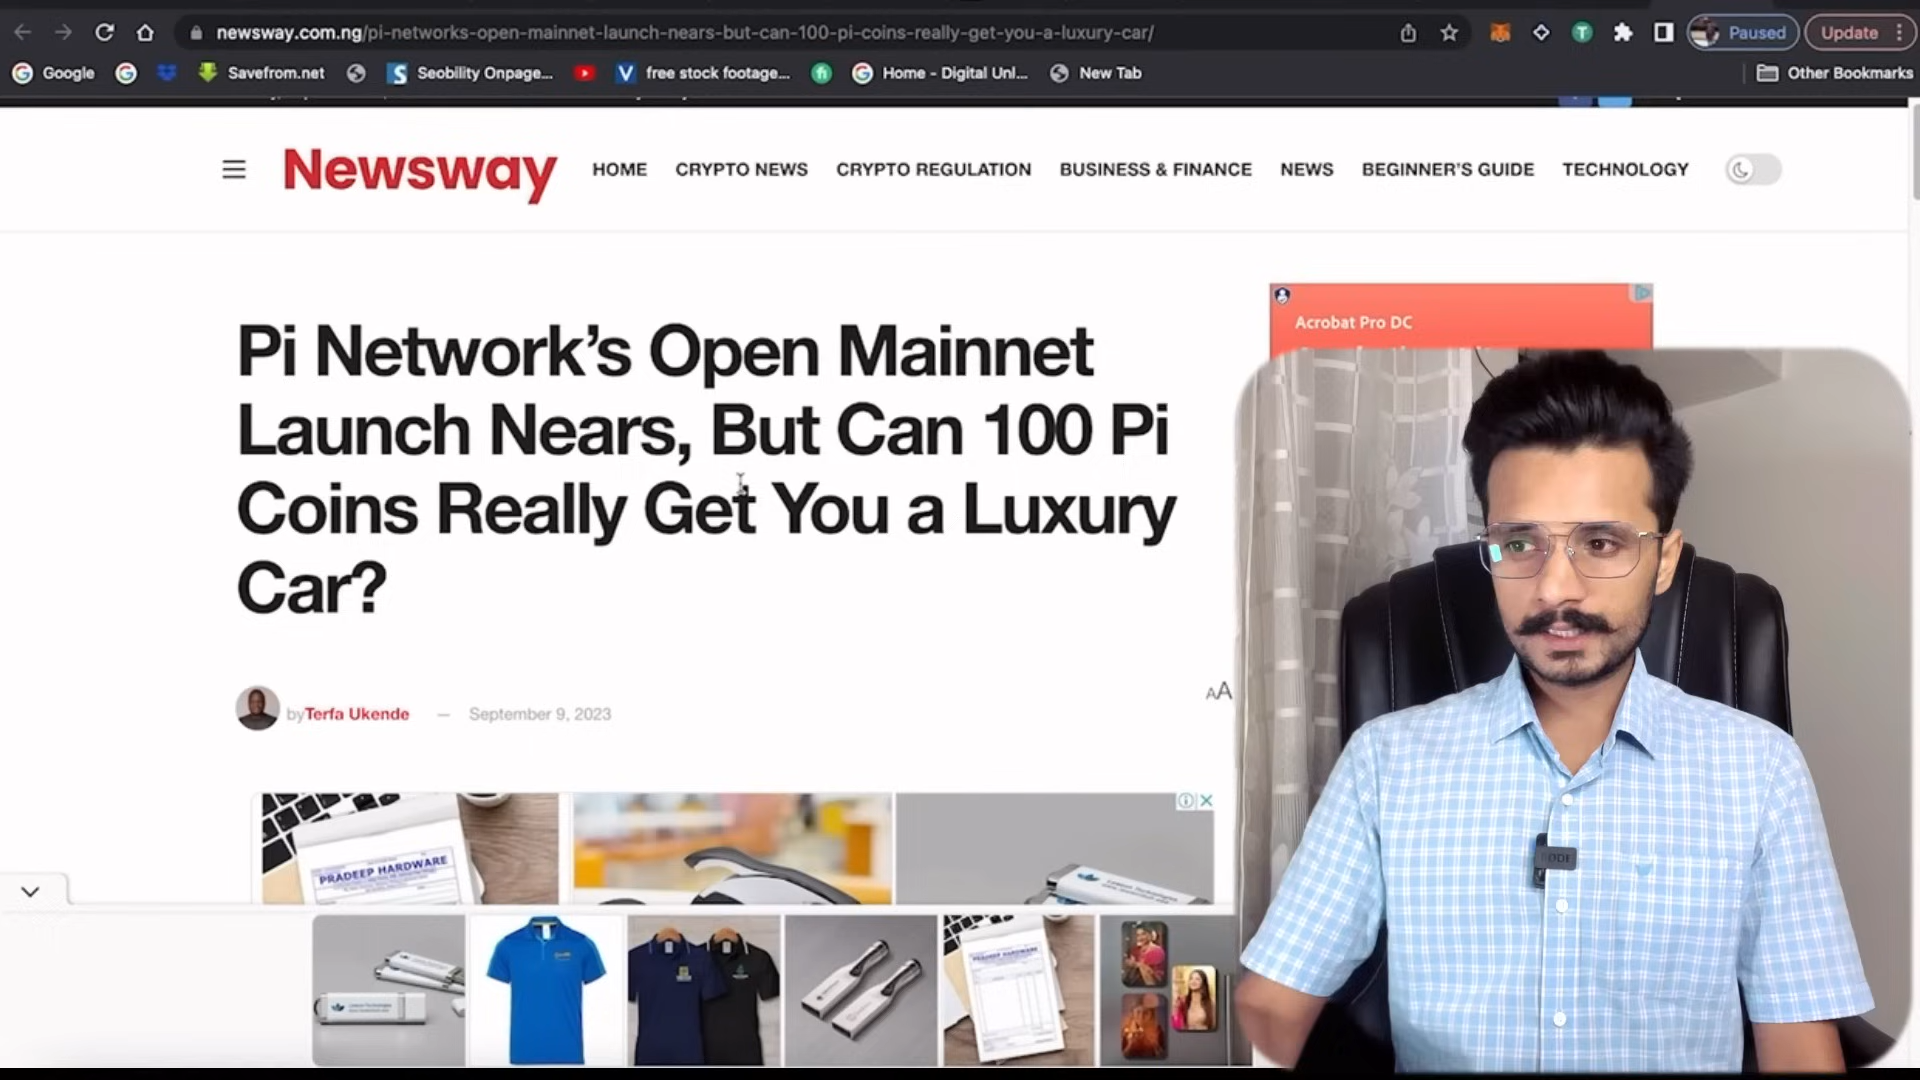 newsway.com.ng/pi-networks-open-mainnet-launch-nears-but-can-100-pi-coins-really-get-you-a-luxury-car/
Paused
Update
Google
Savefrom.net
Seobility Onpage...
free stock footage...
Home - Digital Unl...
New Tab
Other Bookmarks
Newsway
HOME
CRYPTO NEWS
CRYPTO REGULATION
BUSINESS & FINANCE
NEWS
BEGINNER'S GUIDE
TECHNOLOGY
Acrobat Pro DC
Pi Network's Open Mainnet
Launch Nears, But Can 100 Pi
Coins Really Get You a Luxury
Car?
by Terfa Ukende — September 9, 2023
AA
PRADEEP HARDWARE
PRADEEP HARDWARE
RODE